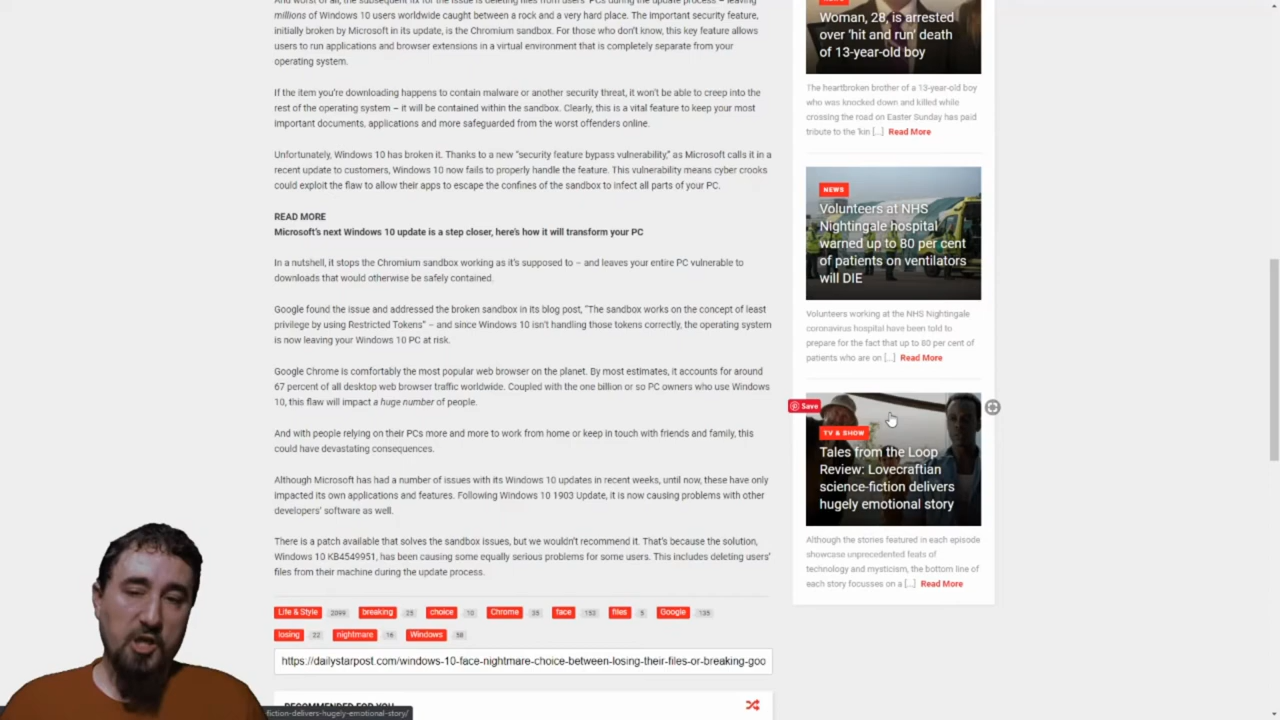 And worst of all, the subsequent fix for the issue is deleting files from users' PCs during the update process – leaving
millions of Windows 10 users worldwide caught between a rock and a very hard place. The important security feature,
initially broken by Microsoft in its update, is the Chromium sandbox. For those who don't know, this key feature allows
users to run applications and browser extensions in a virtual environment that is completely separate from your
operating system.
If the item you're downloading happens to contain malware or another security threat, it won't be able to creep into the
rest of the operating system – it will be contained within the sandbox. Clearly, this is a vital feature to keep your most
important documents, applications and more safeguarded from the worst offenders online.
Unfortunately, Windows 10 has broken it. Thanks to a new "security feature bypass vulnerability," as Microsoft calls it in a
recent update to customers, Windows 10 now fails to properly handle the feature. This vulnerability means cyber crooks
could exploit the flaw to allow their apps to escape the confines of the sandbox to infect all parts of your PC.
READ MORE
Microsoft's next Windows 10 update is a step closer, here's how it will transform your PC
In a nutshell, it stops the Chromium sandbox working as it's supposed to – and leaves your entire PC vulnerable to
downloads that would otherwise be safely contained.
Google found the issue and addressed the broken sandbox in its blog post, "The sandbox works on the concept of least
privilege by using Restricted Tokens" – and since Windows 10 isn't handling those tokens correctly, the operating system
is now leaving your Windows 10 PC at risk.
Google Chrome is comfortably the most popular web browser on the planet. By most estimates, it accounts for around
67 percent of all desktop web browser traffic worldwide. Coupled with the one billion or so PC owners who use Windows
10, this flaw will impact a huge number of people.
And with people relying on their PCs more and more to work from home or keep in touch with friends and family, this
could have devastating consequences.
Although Microsoft has had a number of issues with its Windows 10 updates in recent weeks, until now, these have only
impacted its own applications and features. Following Windows 10 1903 Update, it is now causing problems with other
developers' software as well.
There is a patch available that solves the sandbox issues, but we wouldn't recommend it. That's because the solution,
Windows 10 KB4549951, has been causing some equally serious problems for some users. This includes deleting users'
files from their machine during the update process.
Life & Style 2099 breaking 25 choice 10 Chrome 35 face 152 files 5 Google 135
losing 22 nightmare 16 Windows 58
https://dailystarpost.com/windows-10-face-nightmare-choice-between-losing-their-files-or-breaking-goo
RECOMMENDED FOR YOU
fiction-delivers-hugely-emotional-story/
NEWS
Woman, 28, is arrested
over 'hit and run' death
of 13-year-old boy
The heartbroken brother of a 13-year-old boy
who was knocked down and killed while
crossing the road on Easter Sunday has paid
tribute to the 'kin [...] Read More
NEWS
Volunteers at NHS
Nightingale hospital
warned up to 80 per cent
of patients on ventilators
will DIE
Volunteers working at the NHS Nightingale
coronavirus hospital have been told to
prepare for the fact that up to 80 per cent of
patients who are on [...] Read More
Save
TV & SHOW
Tales from the Loop
Review: Lovecraftian
science-fiction delivers
hugely emotional story
Although the stories featured in each episode
showcase unprecedented feats of
technology and mysticism, the bottom line of
each story focusses on a [...] Read More